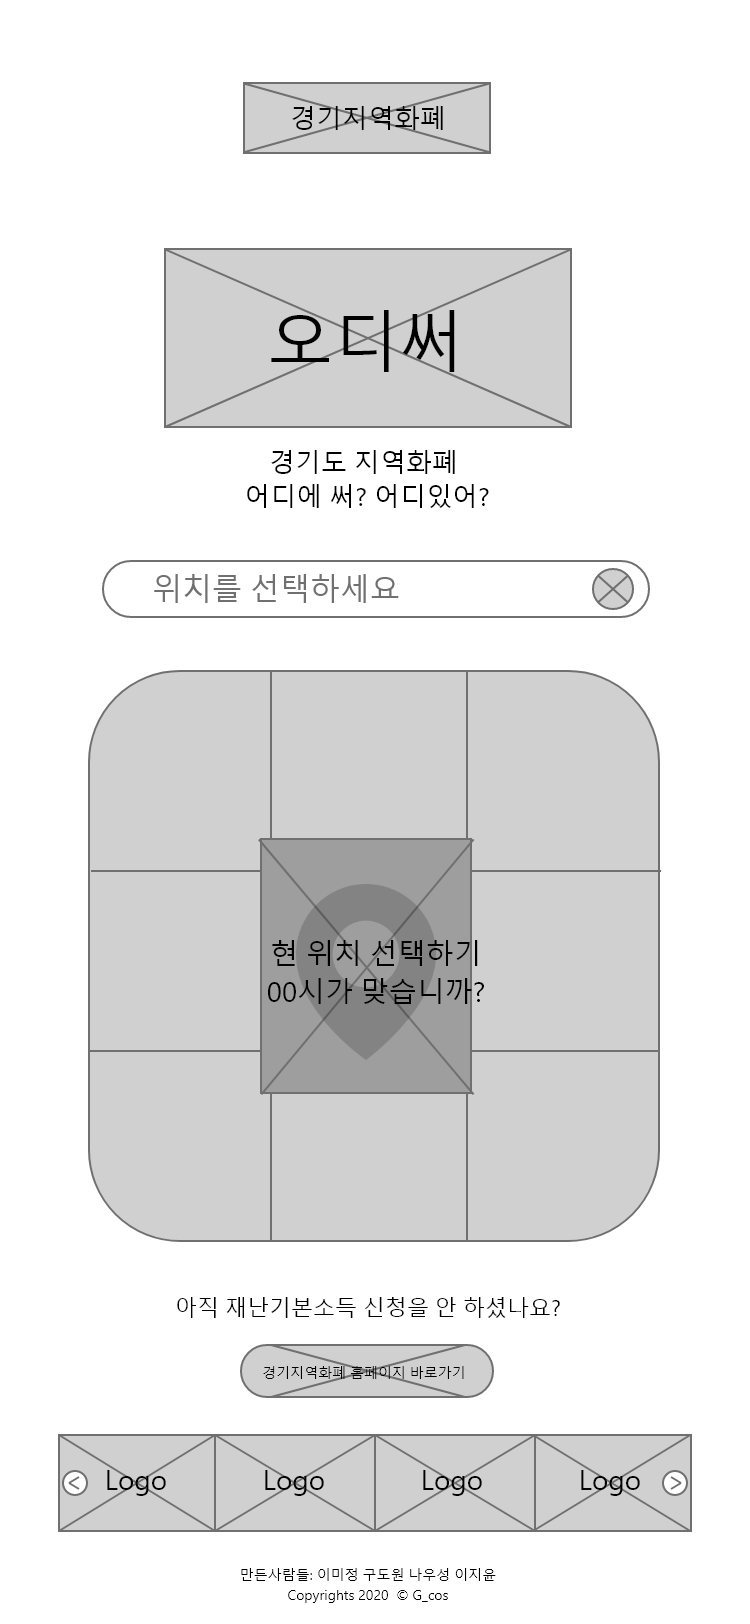 경기지역화폐
오디써
경기도 지역화폐
어디에 써? 어디있어?
위치를 선택하세요
현 위치 선택하기
00시가 맞습니까?
아직 재난기본소득 신청을 안 하셨나요?
경기지역화폐 홈페이지 바로가기
< Logo Logo Logo Logo >
만든사람들: 이미정 구도원 나우성 이지윤
Copyrights 2020 © G_cos